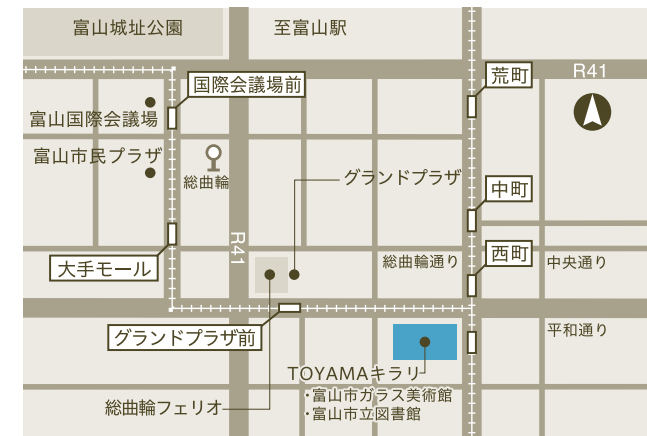 富山城址公園
至富山駅
荒町
R41
国際会議場前
富山国際会議場
富山市民プラザ
総曲輪
グランドプラザ
中町
R41
大手モール
総曲輪通り
西町
中央通り
グランドプラザ前
平和通り
TOYAMAキラリ
・富山市ガラス美術館
・富山市立図書館
総曲輪フェリオ